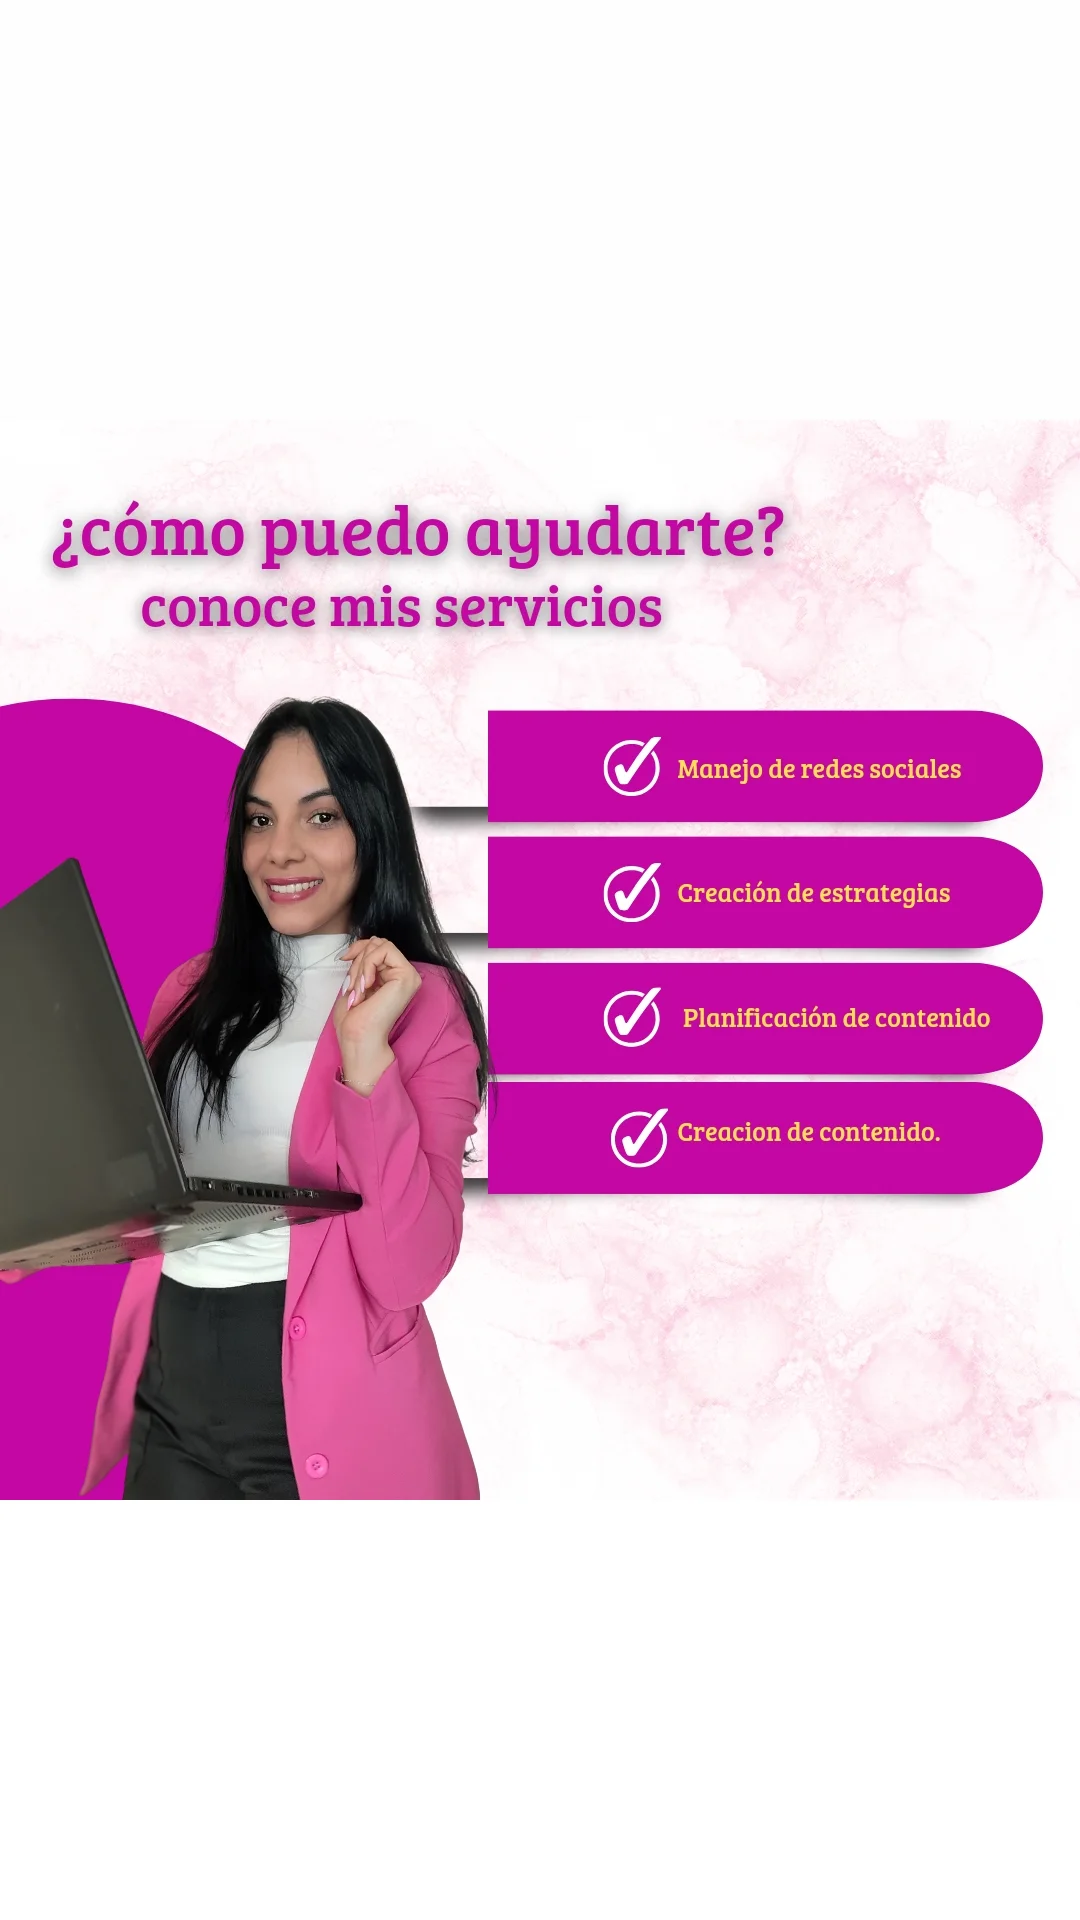 ¿cómo puedo ayudarte?
conoce mis servicios
Manejo de redes sociales
Creación de estrategias
Planificación de contenido
Creacion de contenido.